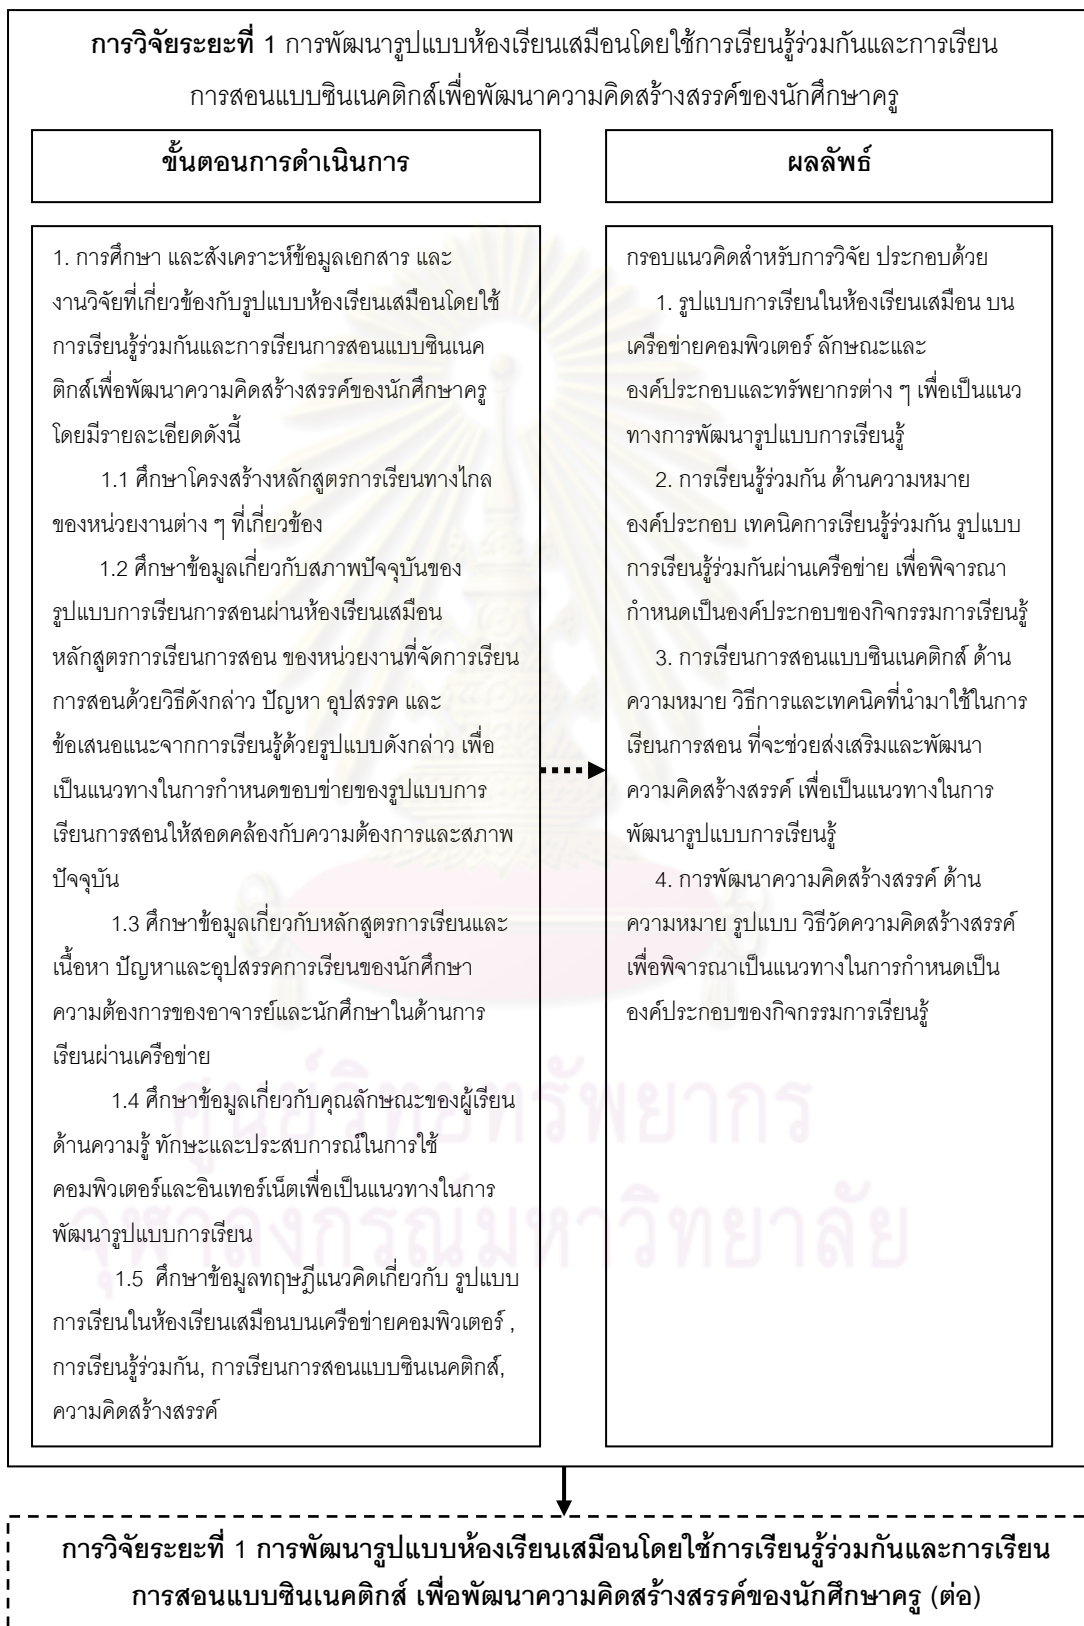 การวิจัยระยะที่ 1 การพัฒนารูปแบบห้องเรียนเสมือนโดยใช้การเรียนรู้ร่วมกันและการเรียน
การสอนแบบซินเนคติกส์เพื่อพัฒนาความคิดสร้างสรรค์ของนักศึกษาครู
ขั้นตอนการดำเนินการ
1. การศึกษา และสังเคราะห์ข้อมูลเอกสาร และ
งานวิจัยที่เกี่ยวข้องกับรูปแบบห้องเรียนเสมือนโดยใช้
การเรียนรู้ร่วมกันและการเรียนการสอนแบบซินเนค
ติกส์เพื่อพัฒนาความคิดสร้างสรรค์ของนักศึกษาครู
โดยมีรายละเอียดดังนี้
1.1 ศึกษาโครงสร้างหลักสูตรการเรียนทางไกล
ของหน่วยงานต่าง ๆ ที่เกี่ยวข้อง
1.2 ศึกษาข้อมูลเกี่ยวกับสภาพปัจจุบันของ
รูปแบบการเรียนการสอนผ่านห้องเรียนเสมือน
หลักสูตรการเรียนการสอน ของหน่วยงานที่จัดการเรียน
การสอนด้วยวิธีดังกล่าว ปัญหา อุปสรรค และ
ข้อเสนอแนะจากการเรียนรู้ด้วยรูปแบบดังกล่าว เพื่อ
เป็นแนวทางในการกำหนดขอบข่ายของรูปแบบการ
เรียนการสอนให้สอดคล้องกับความต้องการและสภาพ
ปัจจุบัน
1.3 ศึกษาข้อมูลเกี่ยวกับหลักสูตรการเรียนและ
เนื้อหา ปัญหาและอุปสรรคการเรียนของนักศึกษา
ความต้องการของอาจารย์และนักศึกษาในด้านการ
เรียนผ่านเครือข่าย
1.4 ศึกษาข้อมูลเกี่ยวกับคุณลักษณะของผู้เรียน
ด้านความรู้ ทักษะและประสบการณ์ในการใช้
คอมพิวเตอร์และอินเทอร์เน็ตเพื่อเป็นแนวทางในการ
พัฒนารูปแบบการเรียน
1.5 ศึกษาข้อมูลทฤษฎีแนวคิดเกี่ยวกับ รูปแบบ
การเรียนในห้องเรียนเสมือนบนเครือข่ายคอมพิวเตอร์ ,
การเรียนรู้ร่วมกัน, การเรียนการสอนแบบซินเนคติกส์,
ความคิดสร้างสรรค์
ผลลัพธ์
กรอบแนวคิดสำหรับการวิจัย ประกอบด้วย
1. รูปแบบการเรียนในห้องเรียนเสมือน บน
เครือข่ายคอมพิวเตอร์ ลักษณะและ
องค์ประกอบและทรัพยากรต่าง ๆ เพื่อเป็นแนว
ทางการพัฒนารูปแบบการเรียนรู้
2. การเรียนรู้ร่วมกัน ด้านความหมาย
องค์ประกอบ เทคนิคการเรียนรู้ร่วมกัน รูปแบบ
การเรียนรู้ร่วมกันผ่านเครือข่าย เพื่อพิจารณา
กำหนดเป็นองค์ประกอบของกิจกรรมการเรียนรู้
3. การเรียนการสอนแบบซินเนคติกส์ ด้าน
ความหมาย วิธีการและเทคนิคที่นำมาใช้ในการ
เรียนการสอน ที่จะช่วยส่งเสริมและพัฒนา
ความคิดสร้างสรรค์ เพื่อเป็นแนวทางในการ
พัฒนารูปแบบการเรียนรู้
4. การพัฒนาความคิดสร้างสรรค์ ด้าน
ความหมาย รูปแบบ วิธีวัดความคิดสร้างสรรค์
เพื่อพิจารณาเป็นแนวทางในการกำหนดเป็น
องค์ประกอบของกิจกรรมการเรียนรู้
ศูนย์วิทยทรัพยากร
จุฬาลงกรณ์มหาวิทยาลัย
การวิจัยระยะที่ 1 การพัฒนารูปแบบห้องเรียนเสมือนโดยใช้การเรียนรู้ร่วมกันและการเรียน
การสอนแบบซินเนคติกส์ เพื่อพัฒนาความคิดสร้างสรรค์ของนักศึกษาครู (ต่อ)